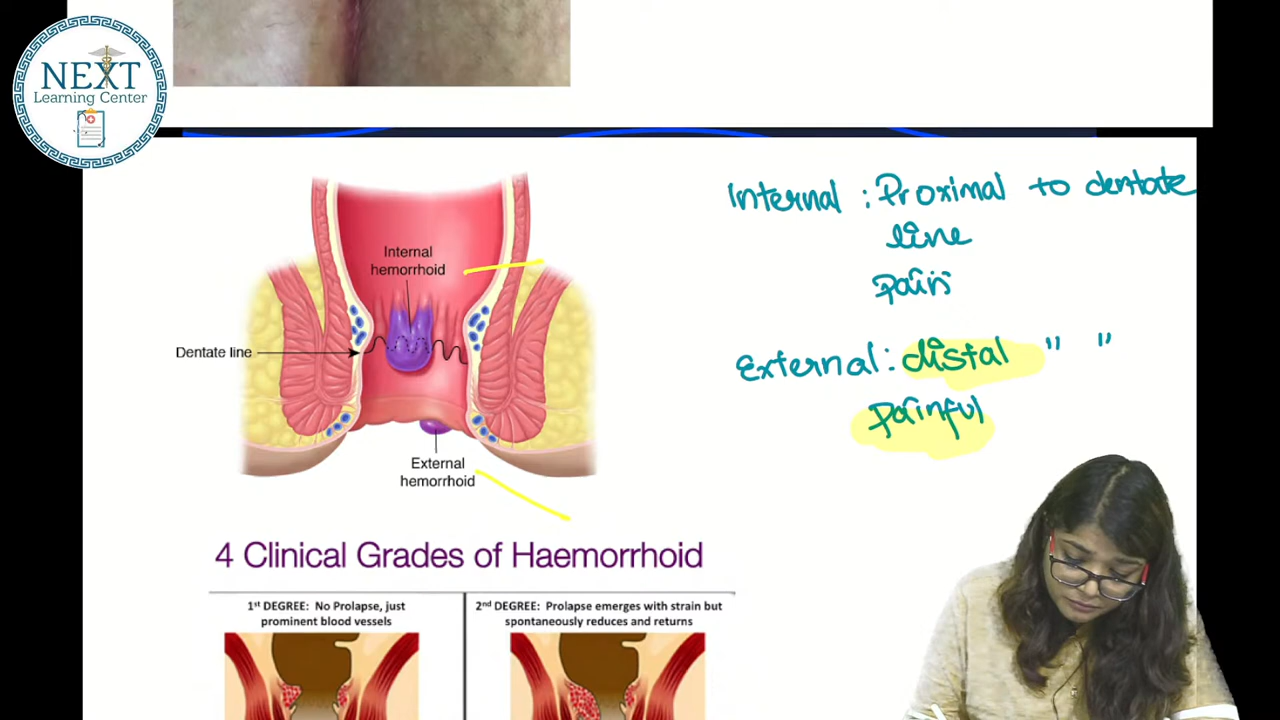 NEXT
Learning Center
Internal : Proximal to dentate
line
External : distal " "
painful
Internal
hemorrhoid
Dentate line
External
hemorrhoid
4 Clinical Grades of Haemorrhoid
1st DEGREE: No Prolapse, just
prominent blood vessels
2nd DEGREE: Prolapse emerges with strain but
spontaneously reduces and returns